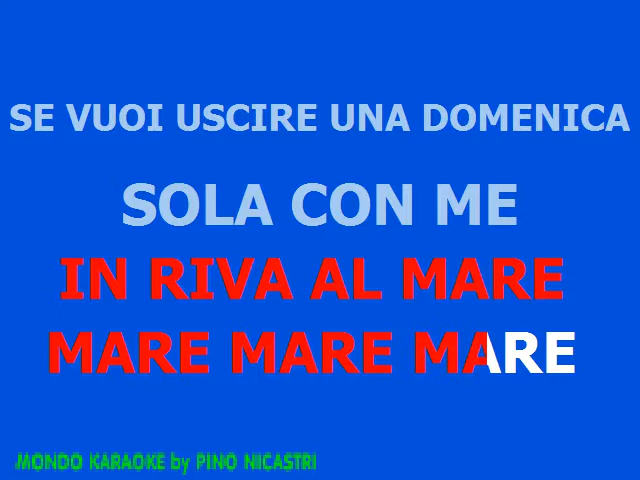 SE VUOI USCIRE UNA DOMENICA
SOLA CON ME
IN RIVA AL MARE
MARE MARE MARE
MONDO KARAOKE by PINO NICASTRI